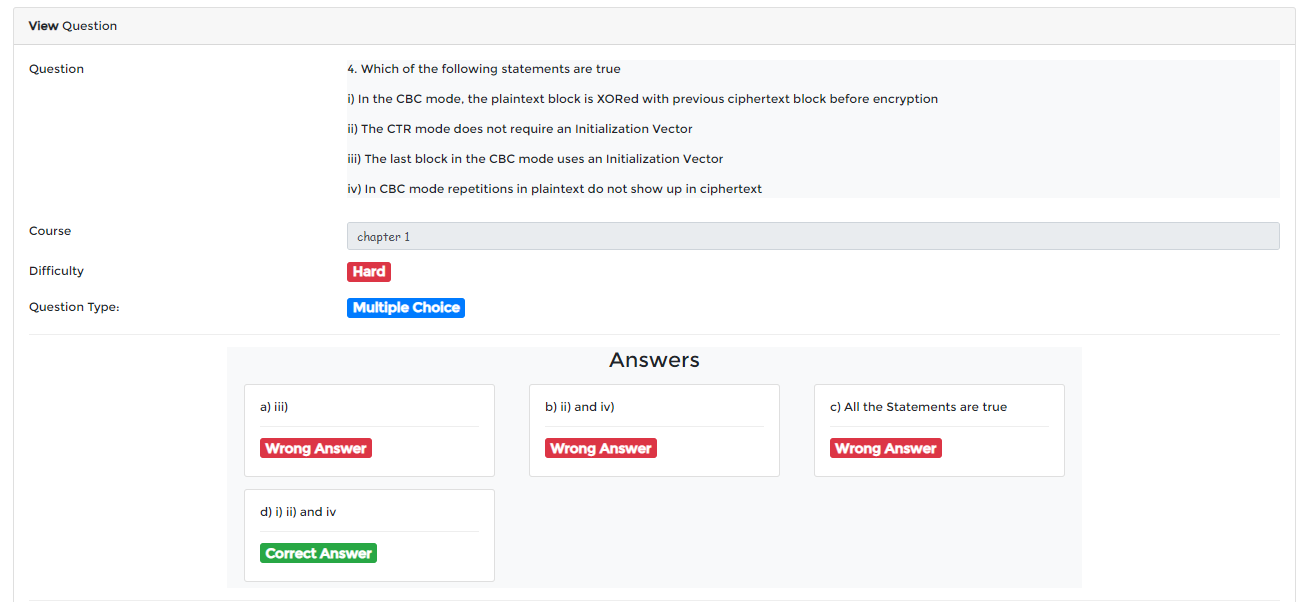 View Question
Question
4. Which of the following statements are true
i) In the CBC mode, the plaintext block is XORed with previous ciphertext block before encryption
ii) The CTR mode does not require an Initialization Vector
iii) The last block in the CBC mode uses an Initialization Vector
iv) In CBC mode repetitions in plaintext do not show up in ciphertext
Course
chapter 1
Difficulty
Hard
Question Type:
Multiple Choice
Answers
a) iii)
Wrong Answer
b) ii) and iv)
Wrong Answer
c) All the Statements are true
Wrong Answer
d) i) ii) and iv
Correct Answer